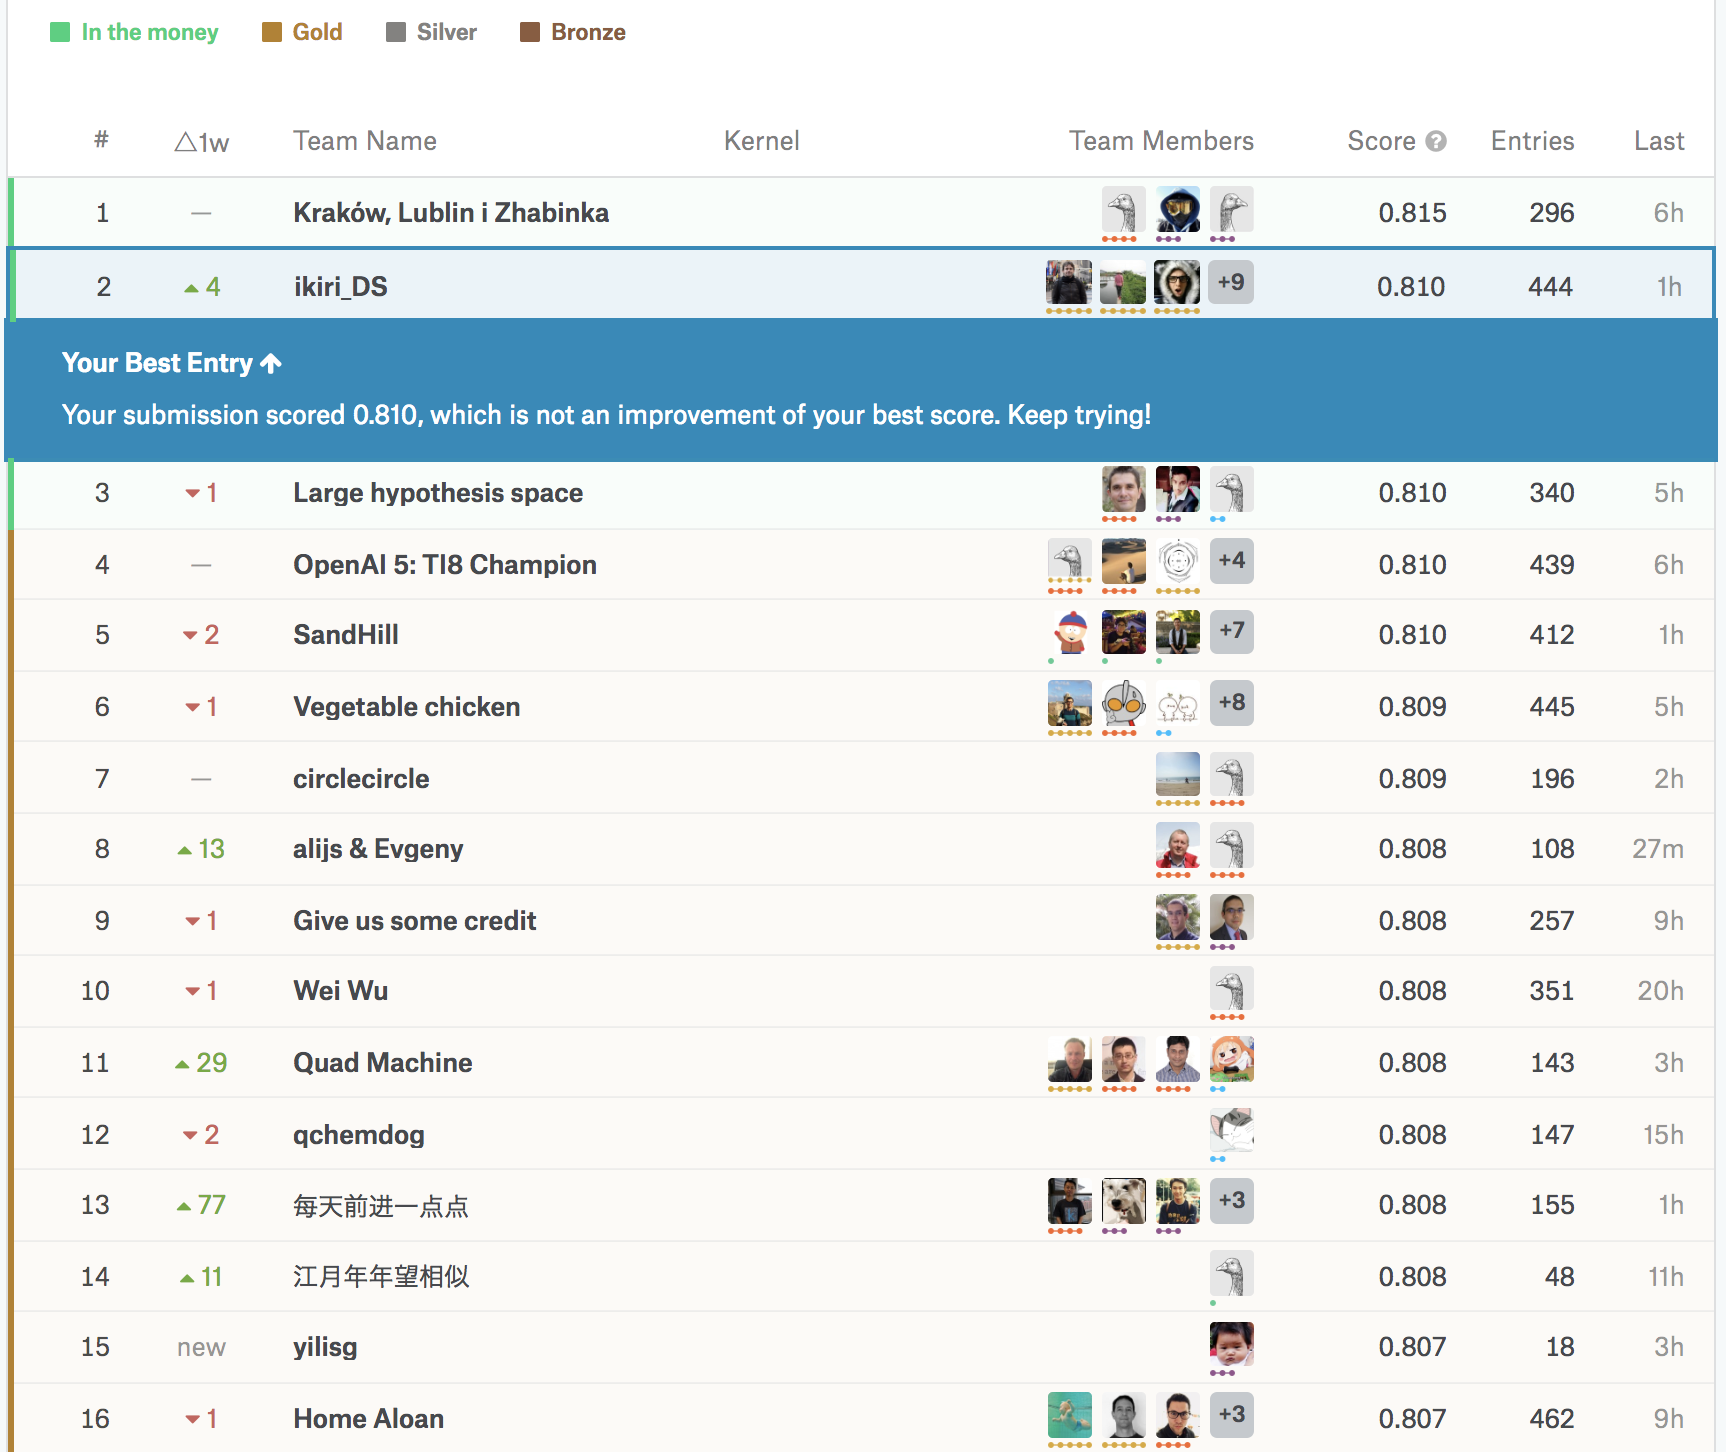 In the money Gold Silver Bronze
# △1w Team Name Kernel Team Members Score ? Entries Last
1 — Kraków, Lublin i Zhabinka 0.815 296 6h
2 ▲ 4 ikiri_DS +9 0.810 444 1h
Your Best Entry ↑
Your submission scored 0.810, which is not an improvement of your best score. Keep trying!
3 ▼ 1 Large hypothesis space 0.810 340 5h
4 — OpenAI 5: TI8 Champion +4 0.810 439 6h
5 ▼ 2 SandHill +7 0.810 412 1h
6 ▼ 1 Vegetable chicken +8 0.809 445 5h
7 — circlecircle 0.809 196 2h
8 ▲ 13 alijs & Evgeny 0.808 108 27m
9 ▼ 1 Give us some credit 0.808 257 9h
10 ▼ 1 Wei Wu 0.808 351 20h
11 ▲ 29 Quad Machine 0.808 143 3h
12 ▼ 2 qchemdog 0.808 147 15h
13 ▲ 77 每天前进一点点 +3 0.808 155 1h
14 ▲ 11 江月年年望相似 0.808 48 11h
15 new yilisg 0.807 18 3h
16 ▼ 1 Home Aloan +3 0.807 462 9h